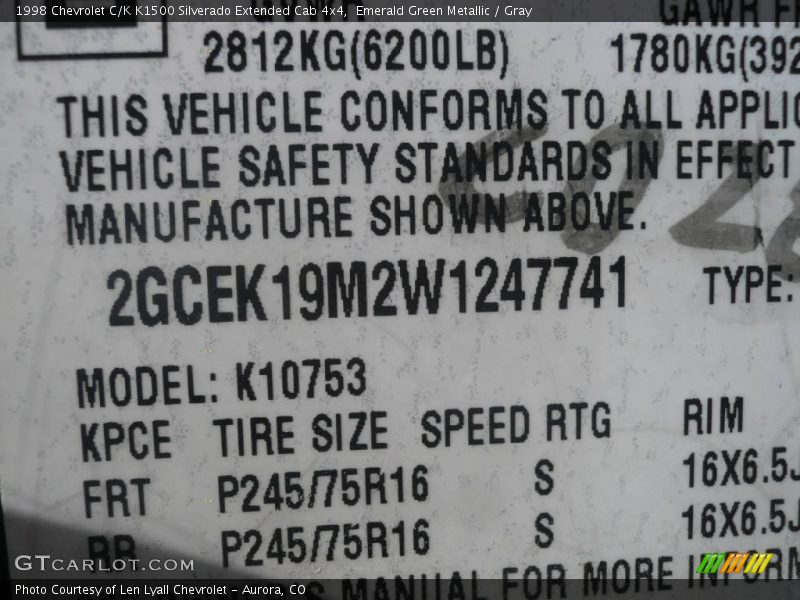 1998 Chevrolet C/K K1500 Silverado Extended Cab 4x4, Emerald Green Metallic / Gray
GAWR F
2812KG(6200LB) 1780KG(392
THIS VEHICLE CONFORMS TO ALL APPLIC
VEHICLE SAFETY STANDARDS IN EFFECT
MANUFACTURE SHOWN ABOVE.
2GCEK19M2W1247741 TYPE:
MODEL: K10753
KPCE TIRE SIZE SPEED RTG RIM
FRT P245/75R16 S 16X6.5J
RR P245/75R16 S 16X6.5J
MANUAL FOR MORE INFORM
GTCARLOT.COM
Photo Courtesy of Len Lyall Chevrolet - Aurora, CO